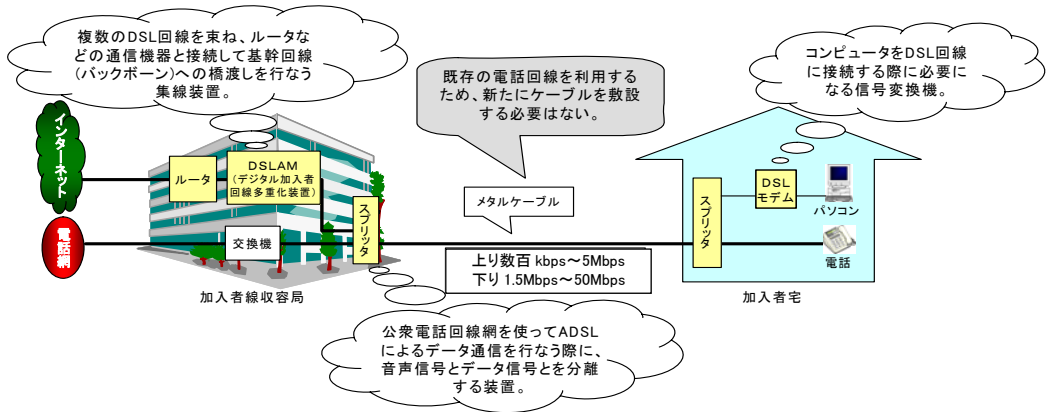 複数のDSL回線を束ね、ルータな
どの通信機器と接続して基幹回線
(バックボーン)への橋渡しを行なう
集線装置。
既存の電話回線を利用する
ため、新たにケーブルを敷設
する必要はない。
コンピュータをDSL回線
に接続する際に必要に
なる信号変換機。
インターネット
電話網
ルータ
DSLAM
(デジタル加入者
回線多重化装置)
スプリッタ
交換機
加入者線収容局
メタルケーブル
上り数百 kbps～5Mbps
下り 1.5Mbps～50Mbps
スプリッタ
DSL
モデム
パソコン
電話
加入者宅
公衆電話回線網を使ってADSL
によるデータ通信を行なう際に、
音声信号とデータ信号とを分離
する装置。